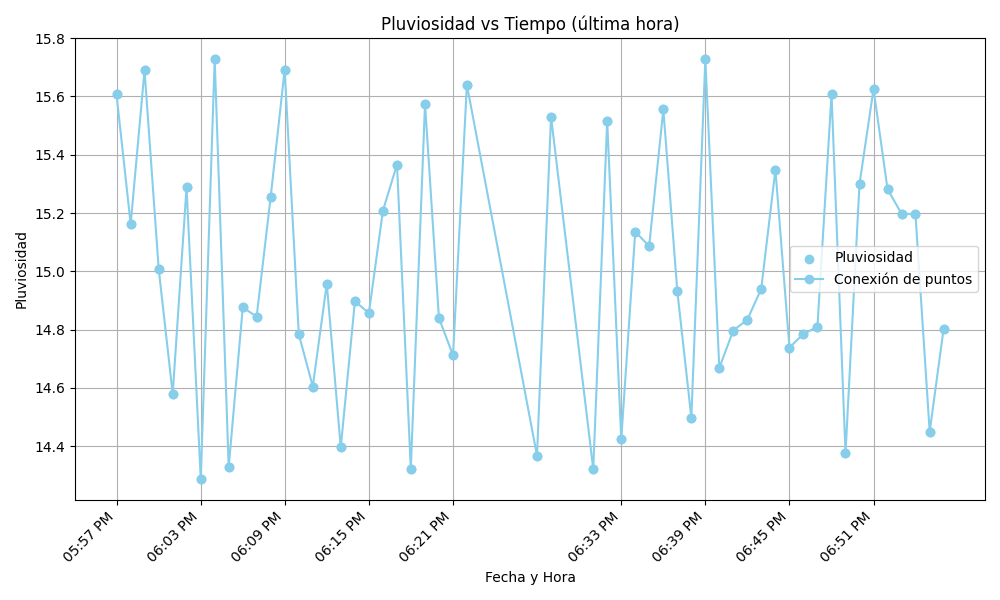 Pluviosidad vs Tiempo (última hora)
Pluviosidad
15.8
15.6
15.4
15.2
15.0
14.8
14.6
14.4
Pluviosidad
Conexión de puntos
05:57 PM
06:03 PM
06:09 PM
06:15 PM
06:21 PM
06:33 PM
06:39 PM
06:45 PM
06:51 PM
Fecha y Hora